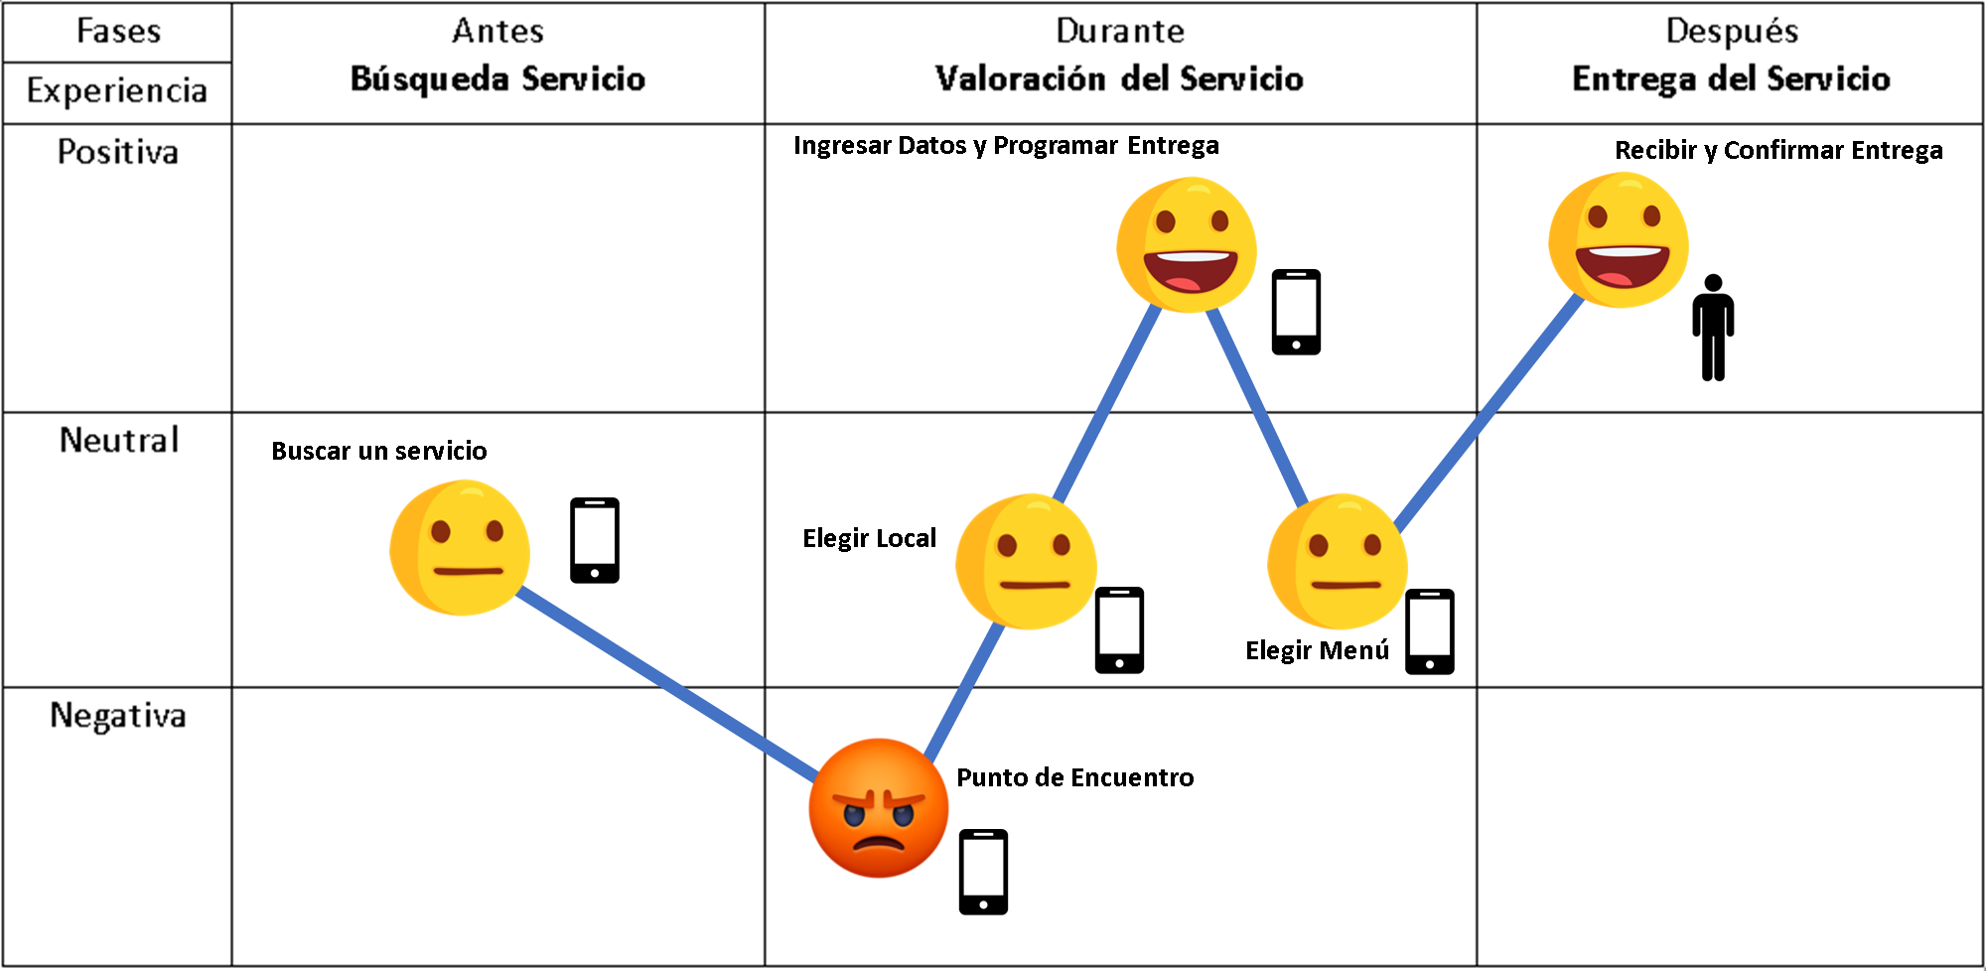 Fases
Antes
Durante
Después
Experiencia
Búsqueda Servicio
Valoración del Servicio
Entrega del Servicio
Positiva
Ingresar Datos y Programar Entrega
Recibir y Confirmar Entrega
Neutral
Buscar un servicio
Elegir Local
Elegir Menú
Negativa
Punto de Encuentro